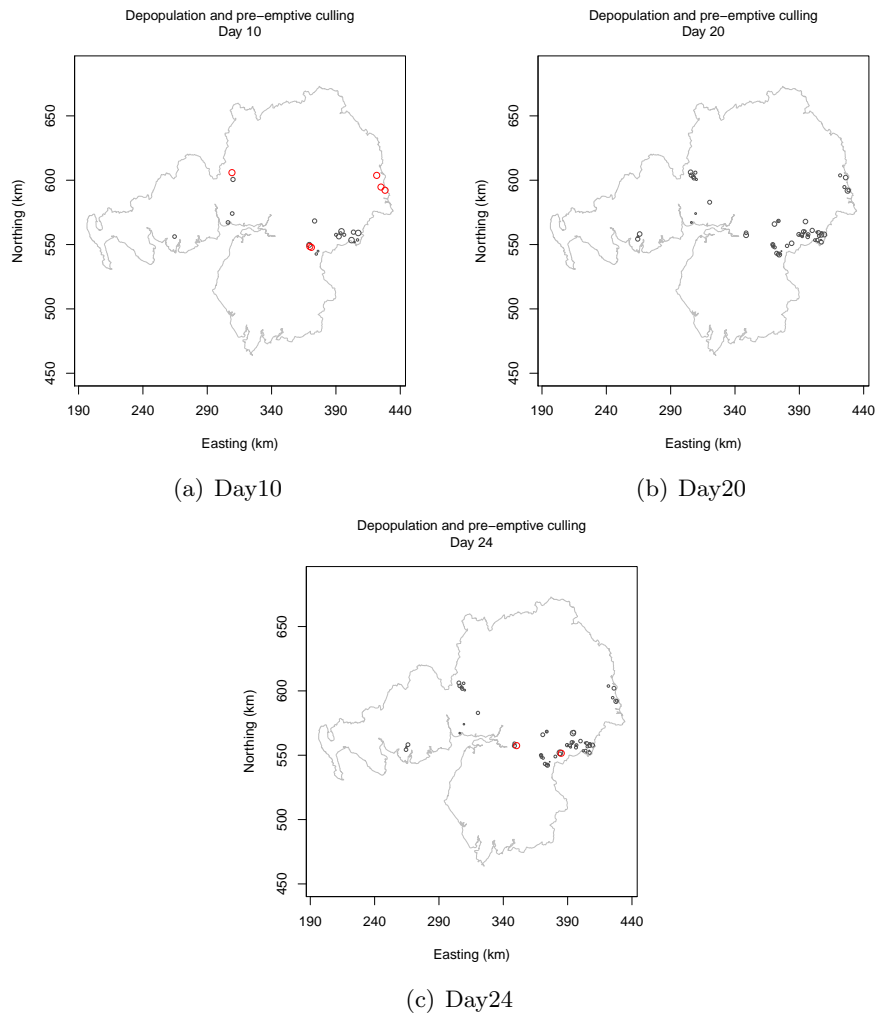 Depopulation and pre−emptive culling
Day 10
Northing (km)
650
600
550
500
450
190 240 290 340 390 440
Easting (km)
(a) Day10
Depopulation and pre−emptive culling
Day 20
Northing (km)
650
600
550
500
450
190 240 290 340 390 440
Easting (km)
(b) Day20
Depopulation and pre−emptive culling
Day 24
Northing (km)
650
600
550
500
450
190 240 290 340 390 440
Easting (km)
(c) Day24